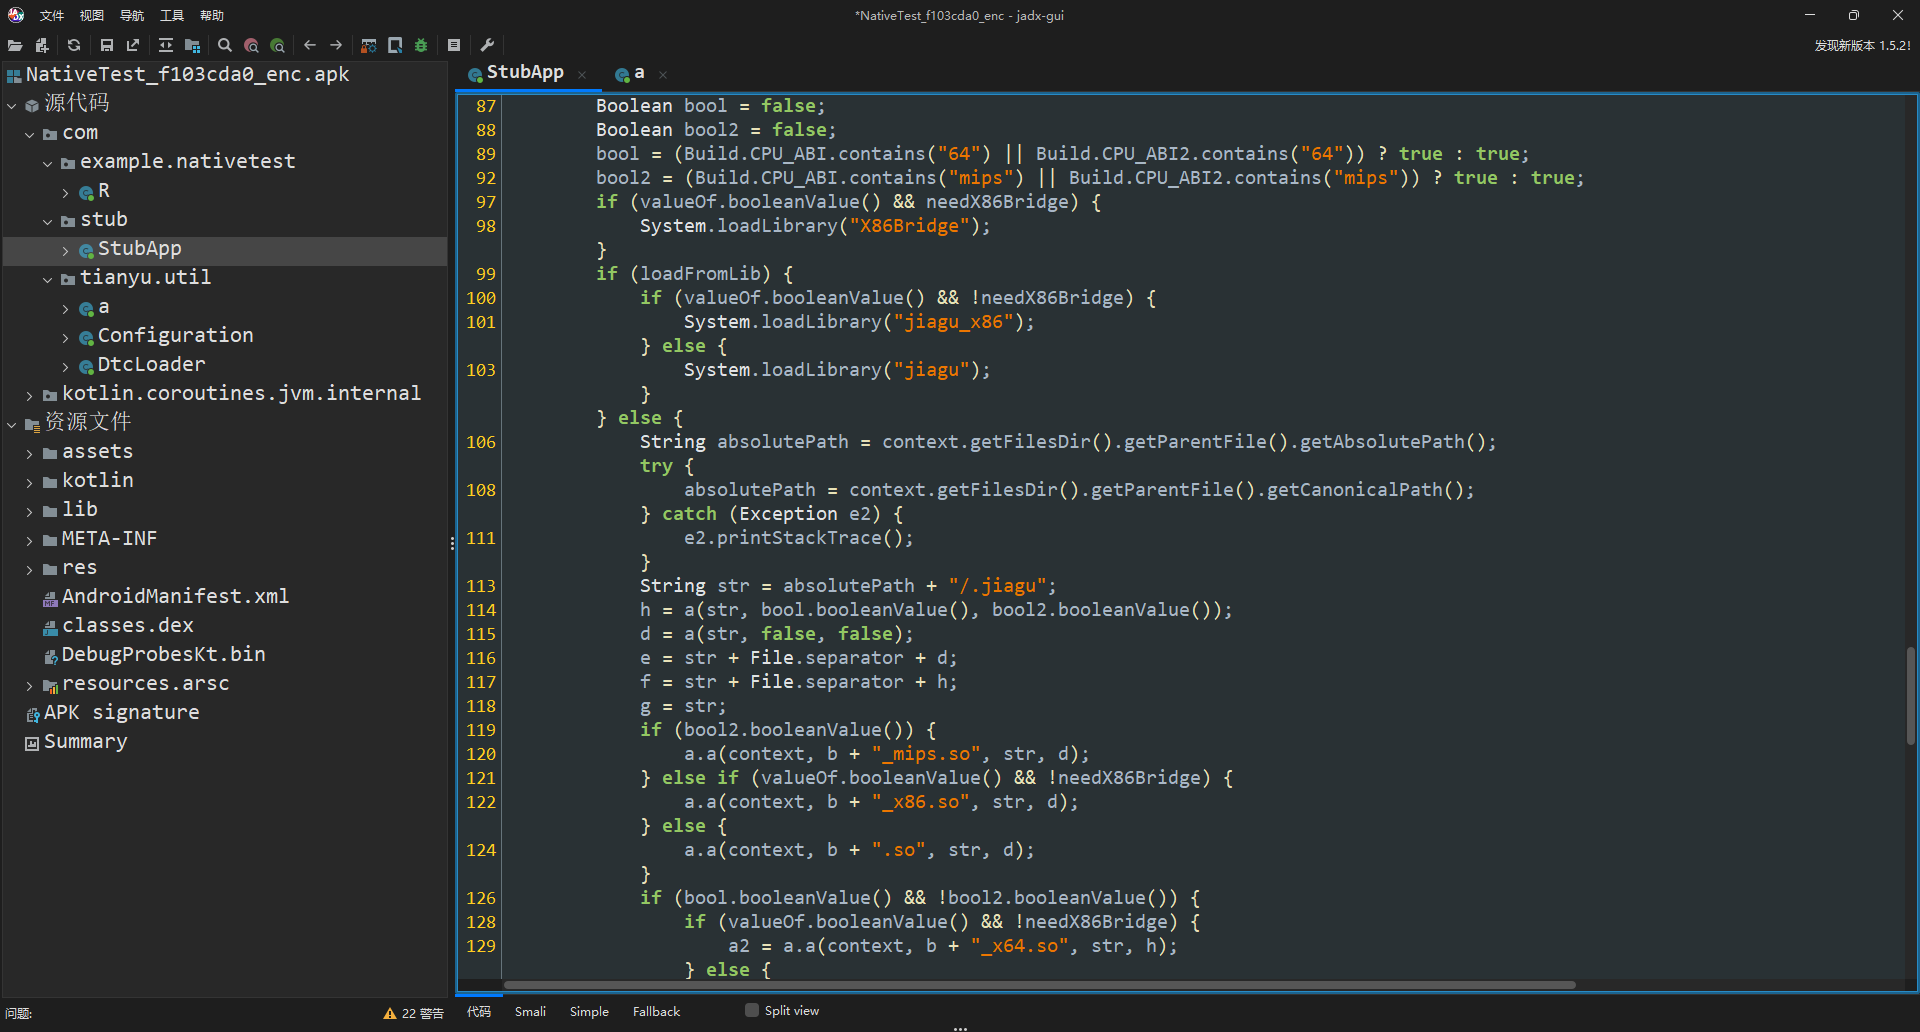 文件 视图 导航 工具 帮助
*NativeTest_f103cda0_enc - jadx-gui
发现新版本 1.5.2!
NativeTest_f103cda0_enc.apk
源代码
com
example.nativetest
R
stub
StubApp
tianyu.util
a
Configuration
DtcLoader
kotlin.coroutines.jvm.internal
资源文件
assets
kotlin
lib
META-INF
res
AndroidManifest.xml
classes.dex
DebugProbesKt.bin
resources.arsc
APK signature
Summary
问题:
22 警告
StubApp a
87 Boolean bool = false;
88 Boolean bool2 = false;
89 bool = (Build.CPU_ABI.contains("64") || Build.CPU_ABI2.contains("64")) ? true : true;
92 bool2 = (Build.CPU_ABI.contains("mips") || Build.CPU_ABI2.contains("mips")) ? true : true;
97 if (valueOf.booleanValue() && needX86Bridge) {
98 System.loadLibrary("X86Bridge");
}
99 if (loadFromLib) {
100 if (valueOf.booleanValue() && !needX86Bridge) {
101 System.loadLibrary("jiagu_x86");
} else {
103 System.loadLibrary("jiagu");
}
} else {
106 String absolutePath = context.getFilesDir().getParentFile().getAbsolutePath();
try {
108 absolutePath = context.getFilesDir().getParentFile().getCanonicalPath();
} catch (Exception e2) {
111 e2.printStackTrace();
}
113 String str = absolutePath + "/.jiagu";
114 h = a(str, bool.booleanValue(), bool2.booleanValue());
115 d = a(str, false, false);
116 e = str + File.separator + d;
117 f = str + File.separator + h;
118 g = str;
119 if (bool2.booleanValue()) {
120 a.a(context, b + "_mips.so", str, d);
121 } else if (valueOf.booleanValue() && !needX86Bridge) {
122 a.a(context, b + "_x86.so", str, d);
} else {
124 a.a(context, b + ".so", str, d);
}
126 if (bool.booleanValue() && !bool2.booleanValue()) {
128 if (valueOf.booleanValue() && !needX86Bridge) {
129 a2 = a.a(context, b + "_x64.so", str, h);
} else {
代码 Smali Simple Fallback Split view